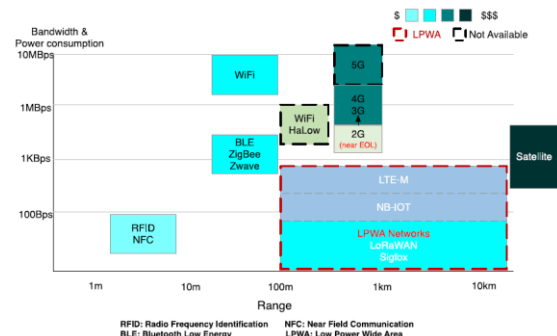 Bandwidth &
Power consumption
$ $$$
LPWA Not Available
10MBps
1MBps
1KBps
100Bps
WiFi
5G
4G
3G
2G
(near EOL)
WiFi
HaLow
BLE
ZigBee
Zwave
Satellite
LTE-M
NB-IOT
RFID
NFC
LPWA Networks
LoRaWAN
Sigfox
1m 10m 100m 1km 10km
Range
RFID: Radio Frequency Identification NFC: Near Field Communication
BLE: Bluetooth Low Energy LPWA: Low Power Wide Area